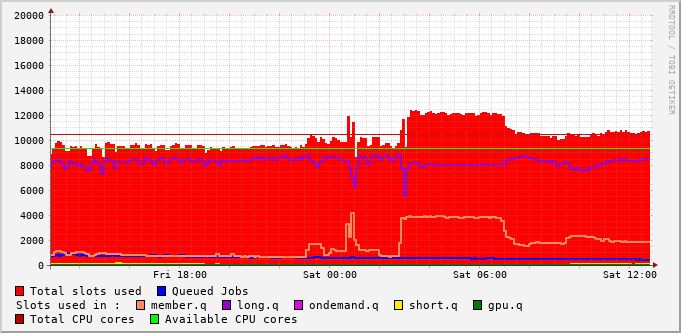 RRDTOOL / TOBI OETIKER
20000
18000
16000
14000
12000
10000
8000
6000
4000
2000
0
Fri 18:00 Sat 00:00 Sat 06:00 Sat 12:00
Total slots used Queued Jobs
Slots used in : member.q long.q ondemand.q short.q gpu.q
Total CPU cores Available CPU cores